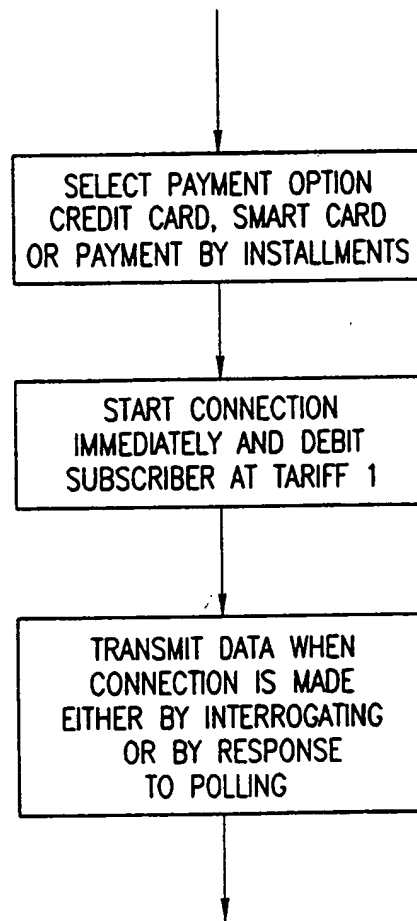 SELECT PAYMENT OPTION
CREDIT CARD, SMART CARD
OR PAYMENT BY INSTALLMENTS
START CONNECTION
IMMEDIATELY AND DEBIT
SUBSCRIBER AT TARIFF 1
TRANSMIT DATA WHEN
CONNECTION IS MADE
EITHER BY INTERROGATING
OR BY RESPONSE
TO POLLING